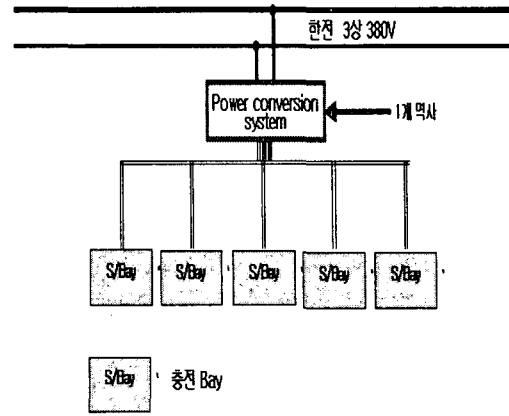 한전 3상 380V
Power conversion
system
1개 역사
S/Bay S/Bay S/Bay S/Bay S/Bay
S/Bay : 충전 Bay